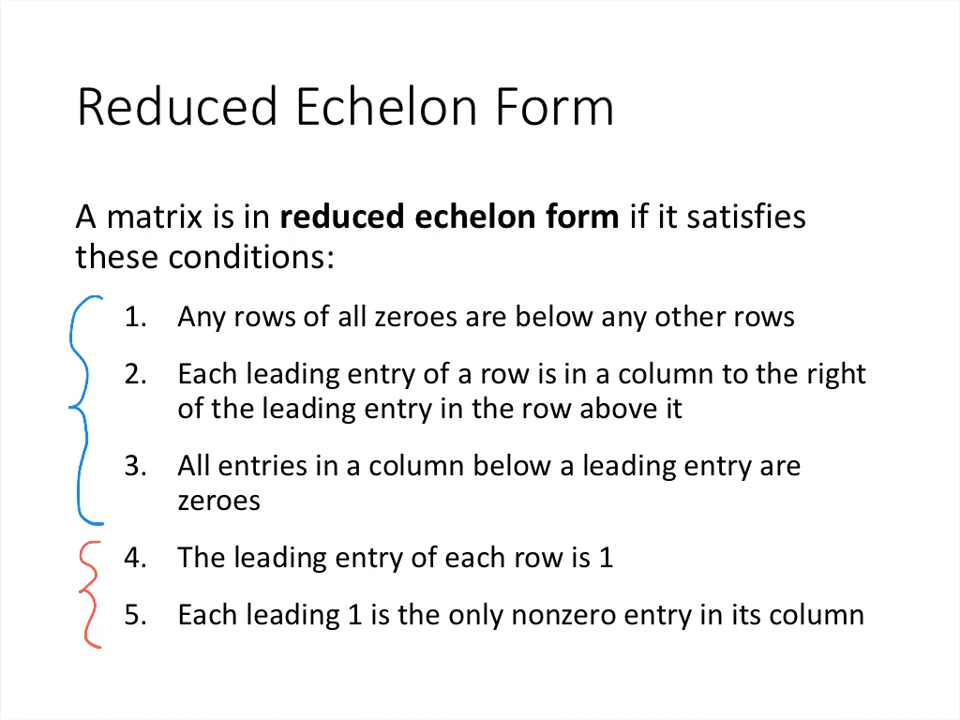 Reduced Echelon Form
A matrix is in reduced echelon form if it satisfies
these conditions:
1. Any rows of all zeroes are below any other rows
2. Each leading entry of a row is in a column to the right
of the leading entry in the row above it
3. All entries in a column below a leading entry are
zeroes
4. The leading entry of each row is 1
5. Each leading 1 is the only nonzero entry in its column